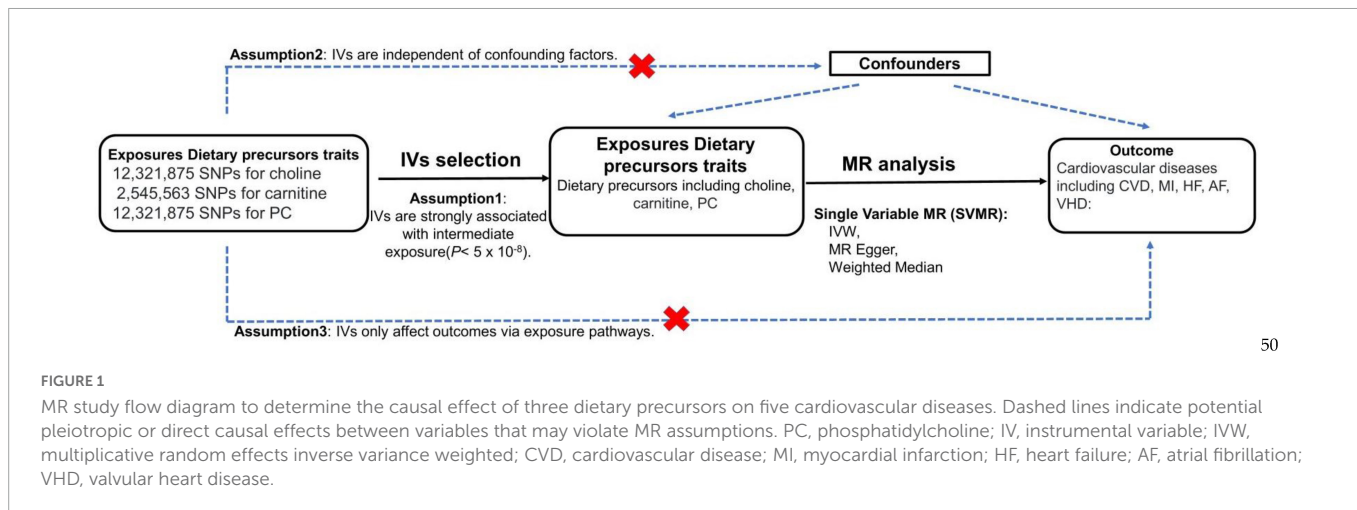 Assumption2: IVs are independent of confounding factors.
Confounders
Exposures Dietary precursors traits
12,321,875 SNPs for choline
2,545,563 SNPs for carnitine
12,321,875 SNPs for PC
IVs selection
Assumption1:
IVs are strongly associated
with intermediate
exposure(P< 5 x 10⁻⁸).
Exposures Dietary
precursors traits
Dietary precursors including choline,
carnitine, PC
MR analysis
Single Variable MR (SVMR):
IVW,
MR Egger,
Weighted Median
Outcome
Cardiovascular diseases
including CVD, MI, HF, AF,
VHD:
Assumption3: IVs only affect outcomes via exposure pathways.
50
FIGURE 1
MR study flow diagram to determine the causal effect of three dietary precursors on five cardiovascular diseases. Dashed lines indicate potential
pleiotropic or direct causal effects between variables that may violate MR assumptions. PC, phosphatidylcholine; IV, instrumental variable; IVW,
multiplicative random effects inverse variance weighted; CVD, cardiovascular disease; MI, myocardial infarction; HF, heart failure; AF, atrial fibrillation;
VHD, valvular heart disease.